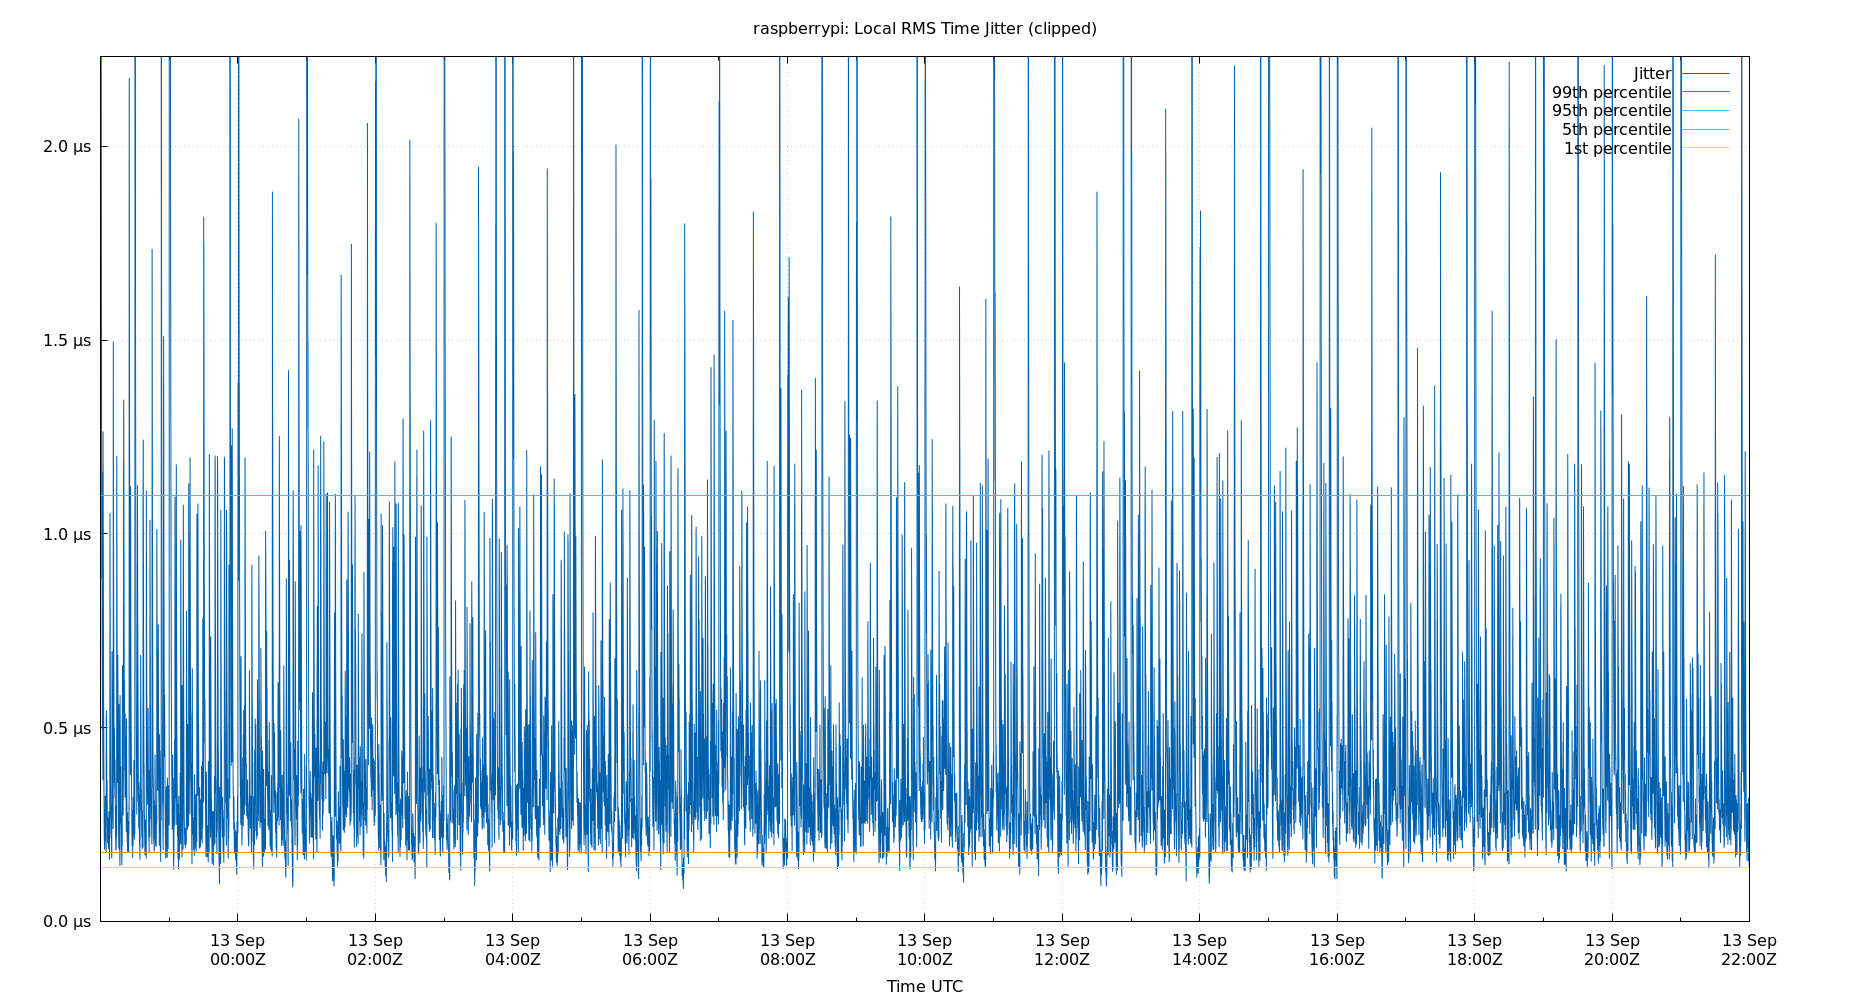 raspberrypi: Local RMS Time Jitter (clipped)
Jitter
99th percentile
95th percentile
5th percentile
1st percentile
2.0 µs
1.5 µs
1.0 µs
0.5 µs
0.0 µs
13 Sep 13 Sep 13 Sep 13 Sep 13 Sep 13 Sep 13 Sep 13 Sep 13 Sep 13 Sep 13 Sep 13 Sep
00:00Z 02:00Z 04:00Z 06:00Z 08:00Z 10:00Z 12:00Z 14:00Z 16:00Z 18:00Z 20:00Z 22:00Z
Time UTC